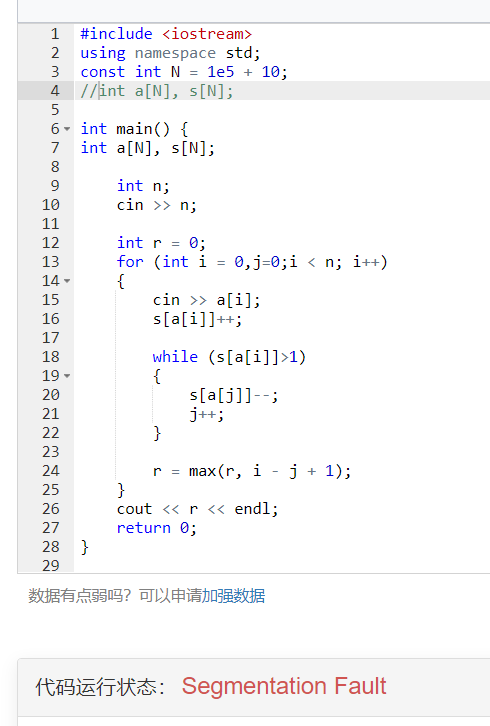 1 #include <iostream>
2 using namespace std;
3 const int N = 1e5 + 10;
4 //int a[N], s[N];
5
6 int main() {
7 int a[N], s[N];
8
9     int n;
10     cin >> n;
11
12     int r = 0;
13     for (int i = 0,j=0;i < n; i++)
14     {
15         cin >> a[i];
16         s[a[i]]++;
17
18         while (s[a[i]]>1)
19         {
20             s[a[j]]--;
21             j++;
22         }
23
24         r = max(r, i - j + 1);
25     }
26     cout << r << endl;
27     return 0;
28 }
29
数据有点弱吗？可以申请加强数据
代码运行状态： Segmentation Fault